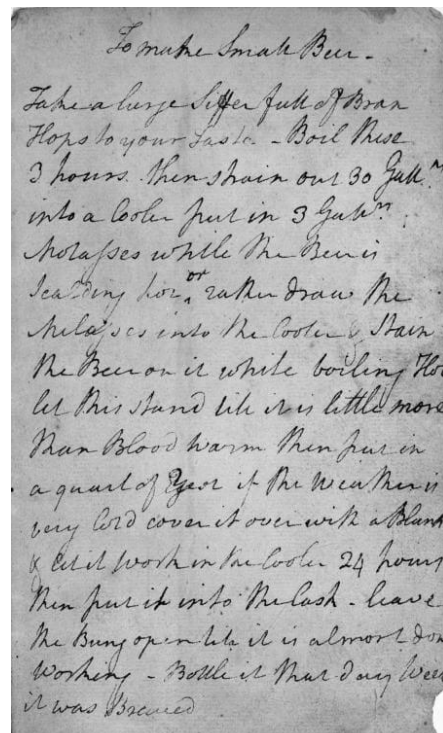 To make Small Beer -
Take a large Siffer full of Bran
Hops to your Taste - Boil these
3 hours. then strain out 30 Gall.n
into a Cooler put in 3 Gall.n
Molasses while the Beer is
Scalding hot or rather draw the
Molasses into the Cooler & Stain
the Beer on it while boiling Hot
let this stand till it is little more
than Blood warm then put in
a quart of Yest if the weather is
very Cold cover it over with a Blank
& let it work in the Cooler 24 hours
then put it into the Cask - leave
the Bung open till it is almost don
working - Bottle it that day Week
it was Brewed